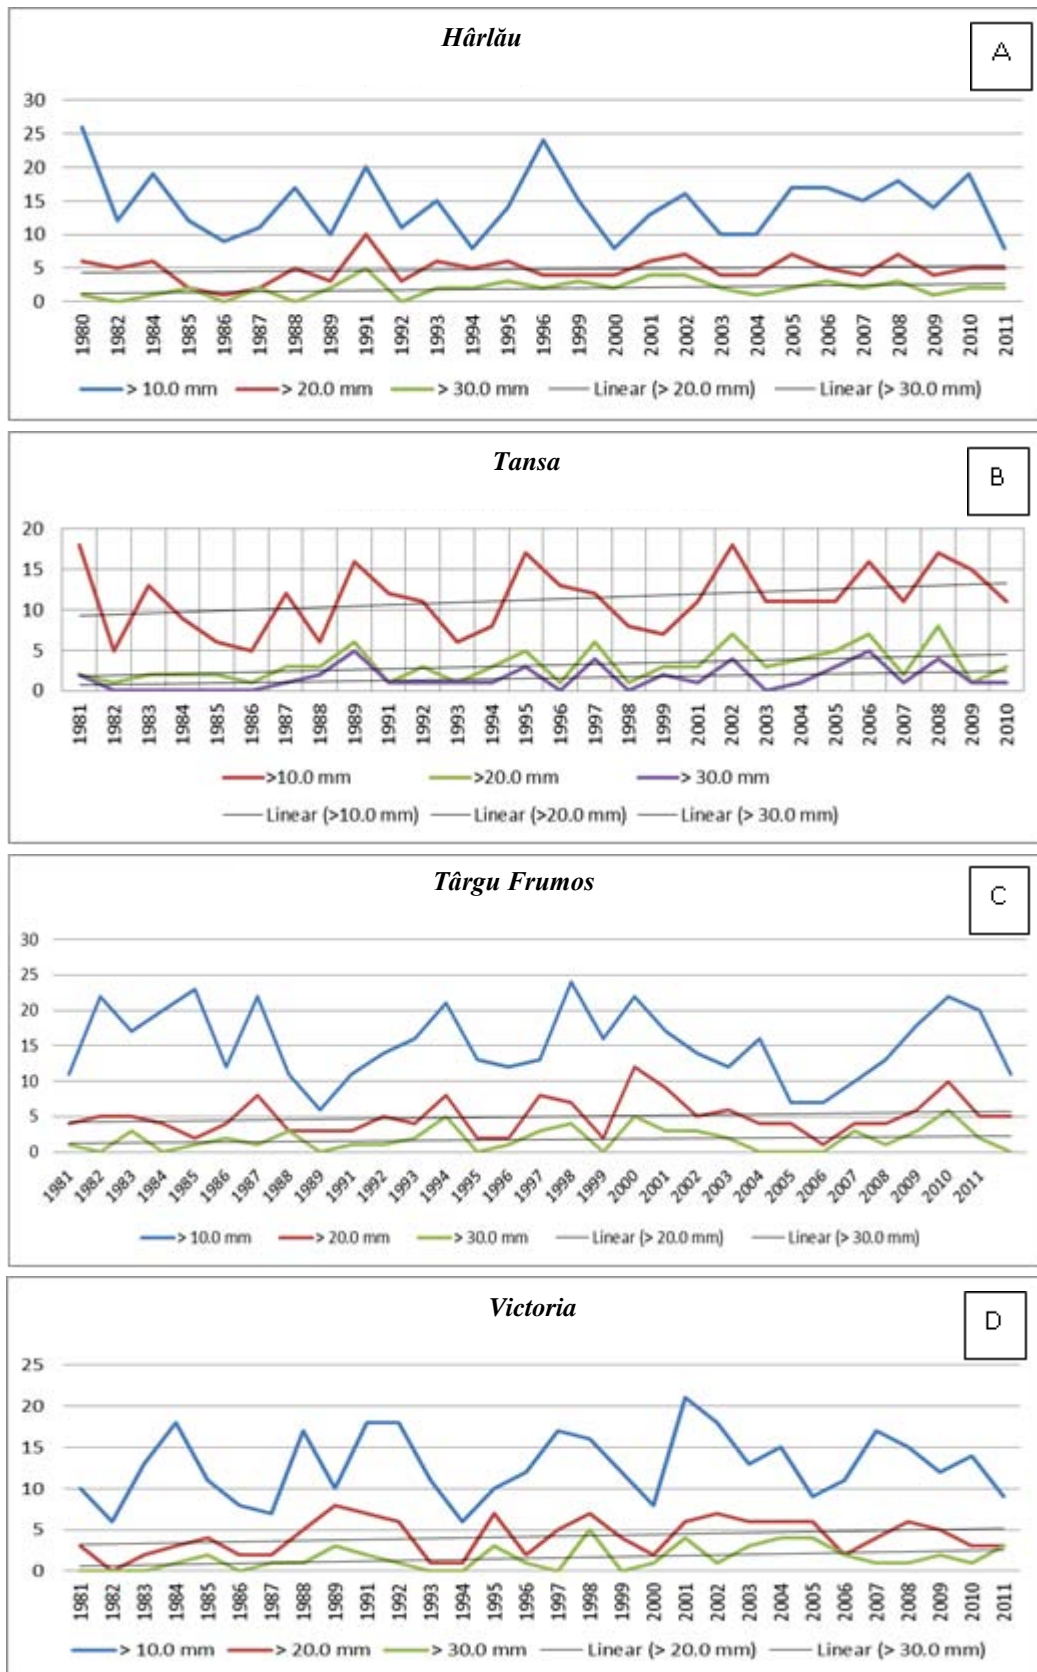 Hârlău
A
30
25
20
15
10
5
0
1980 1982 1984 1985 1986 1987 1988 1989 1991 1992 1993 1994 1995 1996 1999 2000 2001 2002 2003 2004 2005 2006 2007 2008 2009 2010 2011
> 10.0 mm > 20.0 mm > 30.0 mm Linear (> 20.0 mm) Linear (> 30.0 mm)
Tansa
B
20
15
10
5
0
1981 1982 1983 1984 1985 1986 1987 1988 1989 1991 1992 1993 1994 1995 1996 1997 1998 1999 2001 2002 2003 2004 2005 2006 2007 2008 2009 2010
>10.0 mm >20.0 mm > 30.0 mm
Linear (>10.0 mm) Linear (>20.0 mm) Linear (> 30.0 mm)
Târgu Frumos
C
30
25
20
15
10
5
0
1981 1982 1983 1984 1985 1986 1987 1988 1989 1991 1992 1993 1994 1995 1996 1997 1998 1999 2000 2001 2002 2003 2004 2005 2006 2007 2008 2009 2010 2011
> 10.0 mm > 20.0 mm > 30.0 mm Linear (> 20.0 mm) Linear (> 30.0 mm)
Victoria
D
25
20
15
10
5
0
1981 1982 1983 1984 1985 1986 1987 1988 1989 1991 1992 1993 1994 1995 1996 1997 1998 1999 2000 2001 2002 2003 2004 2005 2006 2007 2008 2009 2010 2011
> 10.0 mm > 20.0 mm > 30.0 mm Linear (> 20.0 mm) Linear (> 30.0 mm)